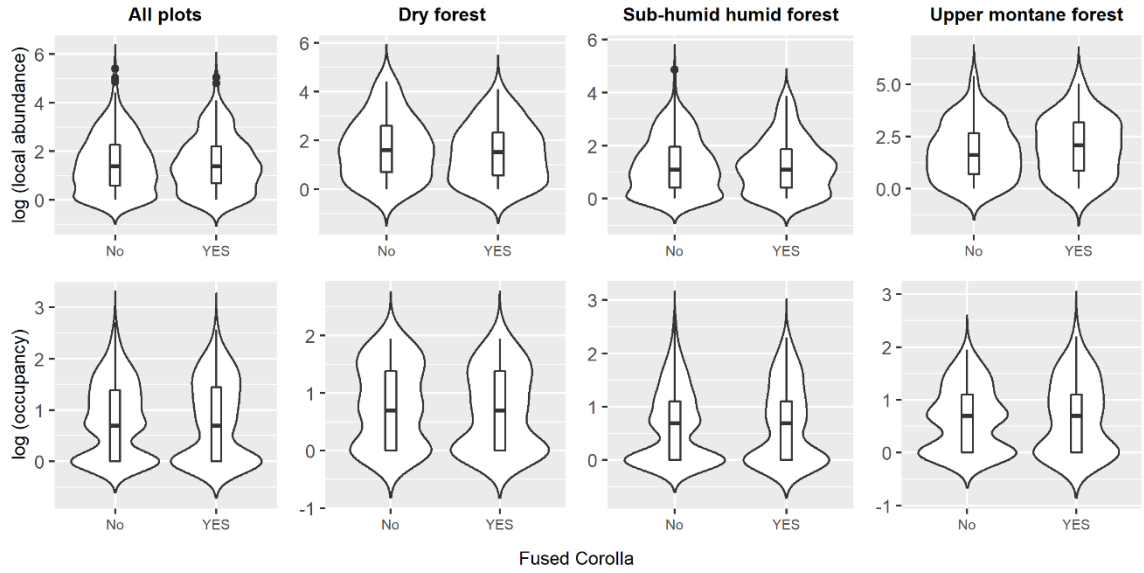 All plots
Dry forest
Sub-humid humid forest
Upper montane forest
log (local abundance)
6
4
2
0
No
YES
6
4
2
0
No
YES
6
4
2
0
No
YES
5.0
2.5
0.0
No
YES
log (occupancy)
3
2
1
0
No
YES
2
1
0
-1
No
YES
3
2
1
0
No
YES
3
2
1
0
-1
No
YES
Fused Corolla